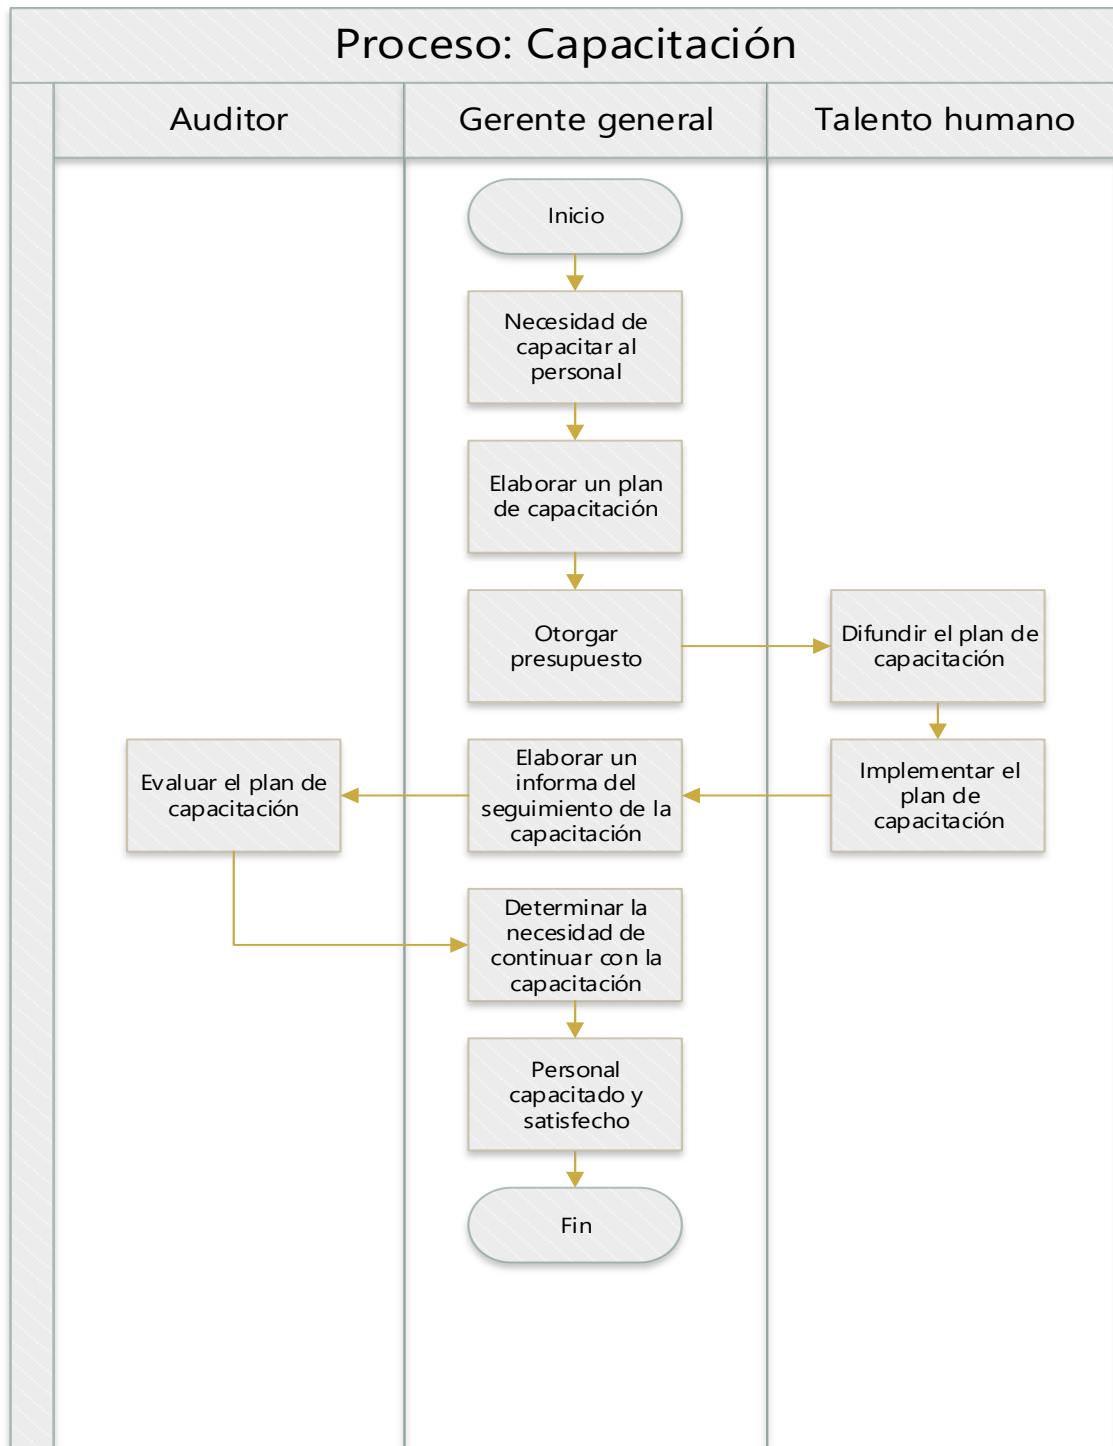 Proceso: Capacitación
Auditor
Gerente general
Talento humano
Inicio
Necesidad de
capacitar al
personal
Elaborar un plan
de capacitación
Otorgar
presupuesto
Difundir el plan de
capacitación
Implementar el
plan de
capacitación
Elaborar un
informa del
seguimiento de la
capacitación
Evaluar el plan de
capacitación
Determinar la
necesidad de
continuar con la
capacitación
Personal
capacitado y
satisfecho
Fin